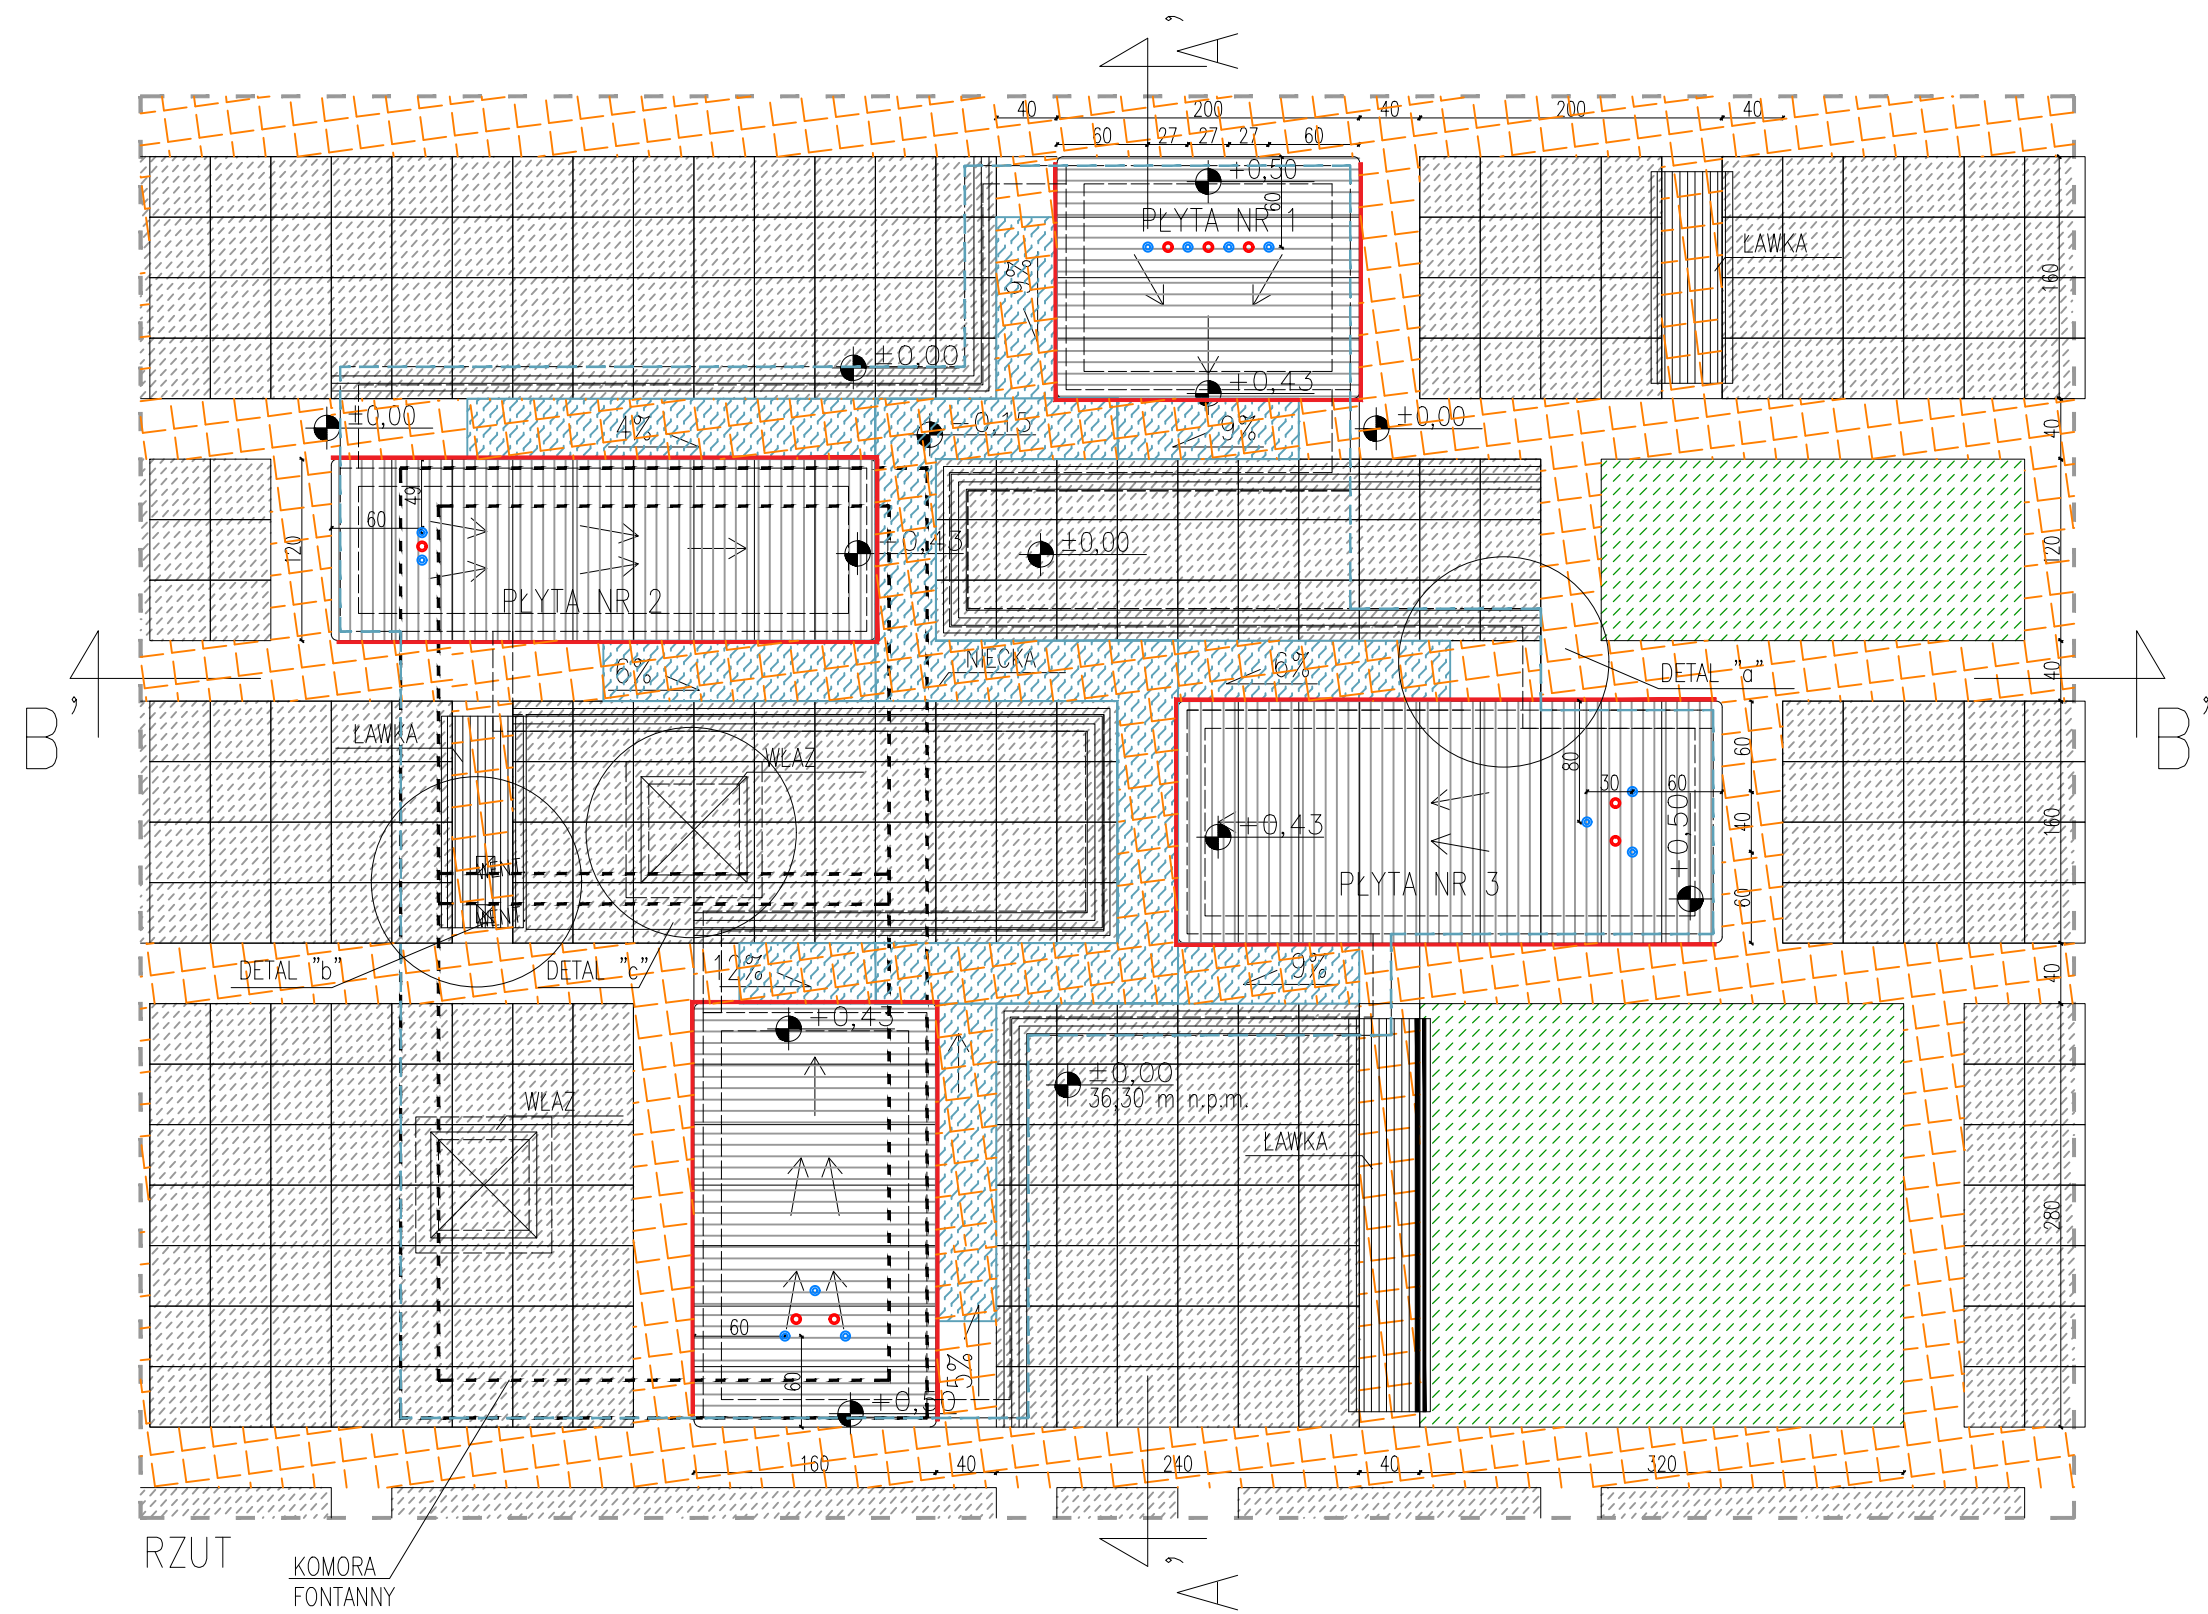 A'
40 200 40 200 40
60 27 27 27 60
+0,50
60
PŁYTA NR 1
ŁAWKA
160
±0,00
+0,43
±0,00
±0,00
4%
-0,15
9%
40
49
60
120
+0,43
±0,00
120
PŁYTA NR 2
6%
NIECKA
6%
DETAL "a"
40
B'
B'
ŁAWKA
WŁAZ
80
60
30 60
+0,43
+0,50
40
160
PŁYTA NR 3
60
WENT.
WENT.
DETAL "b"
DETAL "c"
12%
9%
40
+0,43
±0,00
36,30 m n.p.m.
WŁAZ
ŁAWKA
280
60
60
5%
+0,50
160 40 240 40 320
RZUT
KOMORA
FONTANNY
A'